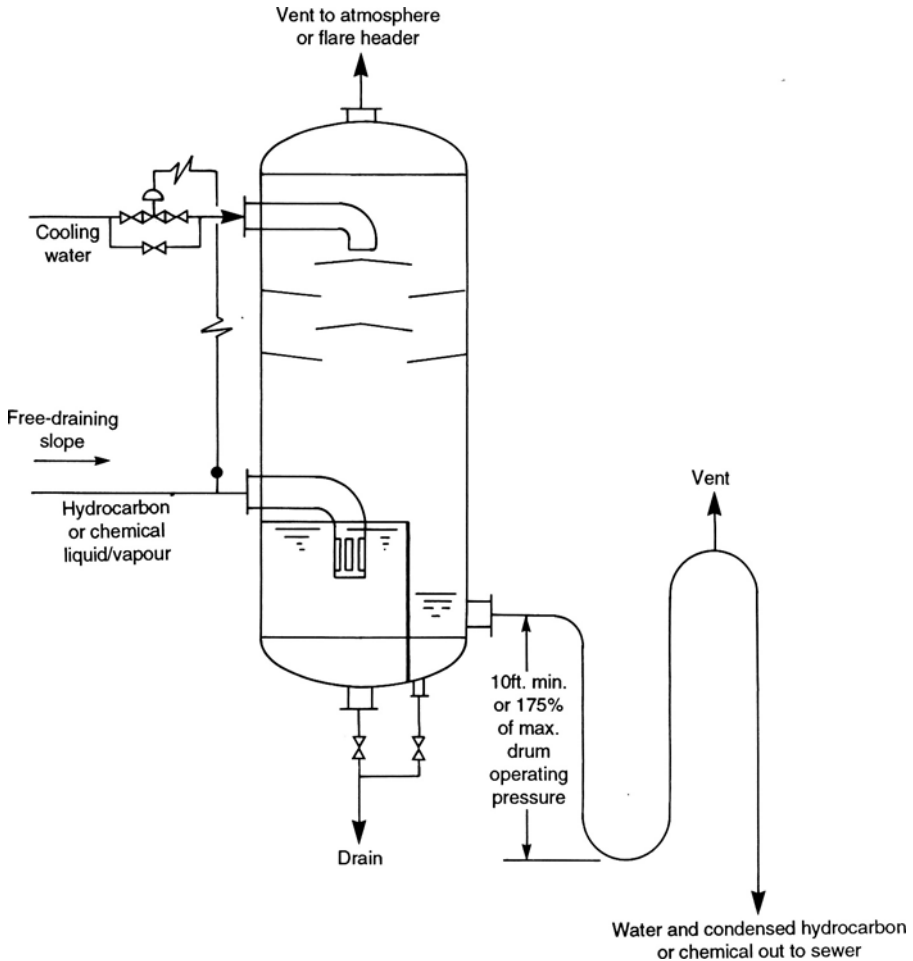 Vent to atmosphere
or flare header
Cooling
water
Free-draining
slope
Hydrocarbon
or chemical
liquid/vapour
Vent
10ft. min.
or 175%
of max.
drum
operating
pressure
Drain
Water and condensed hydrocarbon
or chemical out to sewer